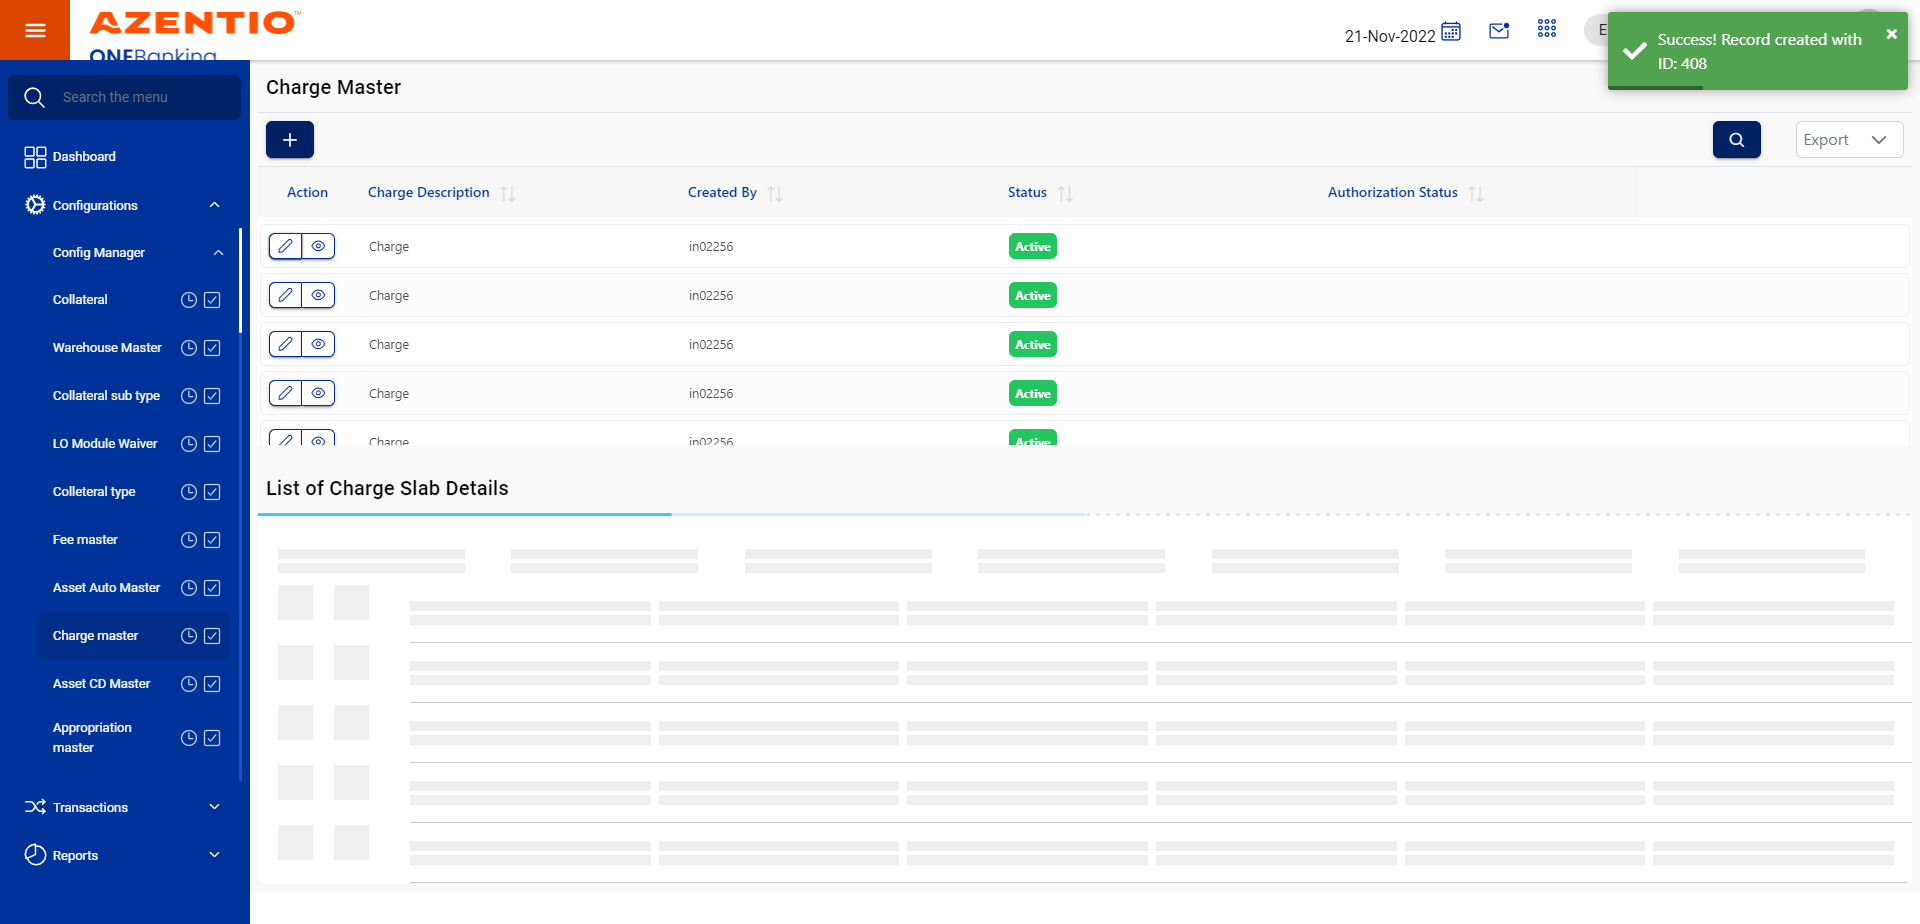 AZENTIO™
ONEBanking
21-Nov-2022
E
Success! Record created with
ID: 408
Search the menu
Dashboard
Configurations
Config Manager
Collateral
Warehouse Master
Collateral sub type
LO Module Waiver
Colleteral type
Fee master
Asset Auto Master
Charge master
Asset CD Master
Appropriation
master
Transactions
Reports
Charge Master
Export
Action Charge Description Created By Status Authorization Status
Charge in02256 Active
Charge in02256 Active
Charge in02256 Active
Charge in02256 Active
Charge in02256 Active
List of Charge Slab Details